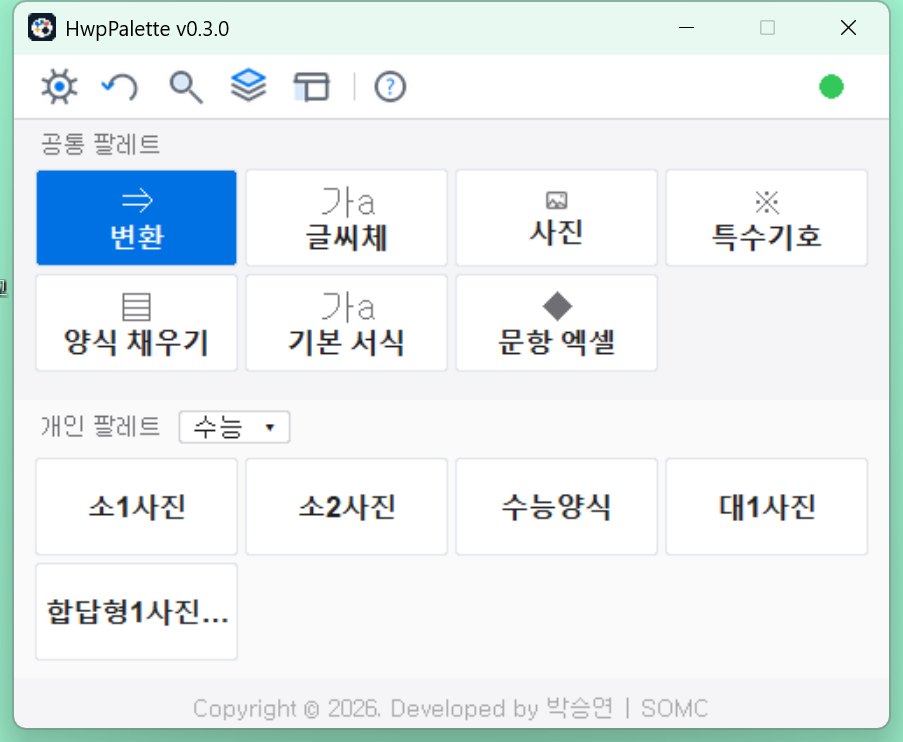 HwpPalette v0.3.0
공통 팔레트
⇒
변환
가a
글씨체
사진
※
특수기호
양식 채우기
가a
기본 서식
◆
문항 엑셀
개인 팔레트
수능
소1사진
소2사진
수능양식
대1사진
합답형1사진...
Copyright © 2026. Developed by 박승연 | SOMC